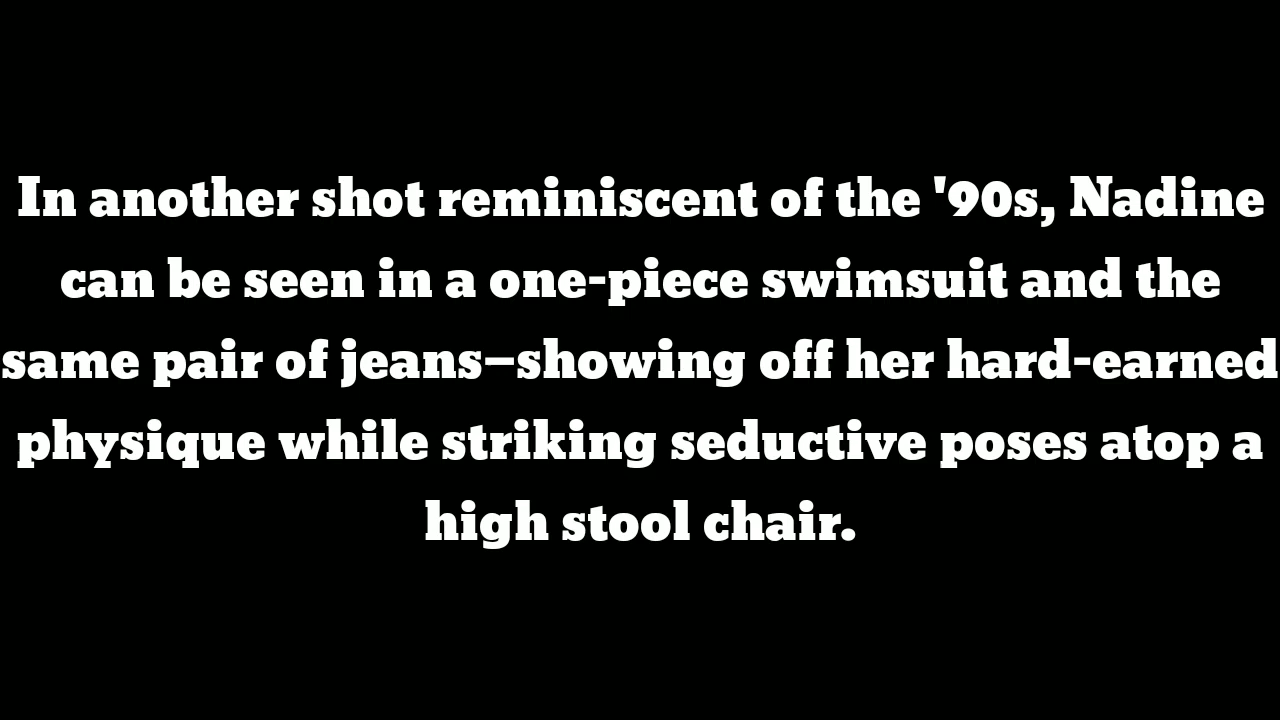 In another shot reminiscent of the '90s, Nadine
can be seen in a one-piece swimsuit and the
same pair of jeans—showing off her hard-earned
physique while striking seductive poses atop a
high stool chair.